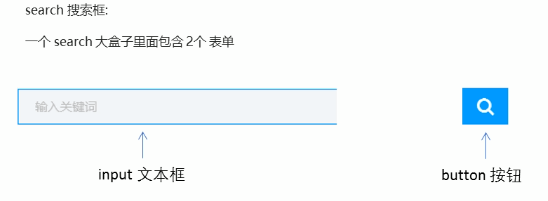 search 搜索框:
一个 search 大盒子里面包含 2个 表单
输入关键词
input 文本框
button 按钮